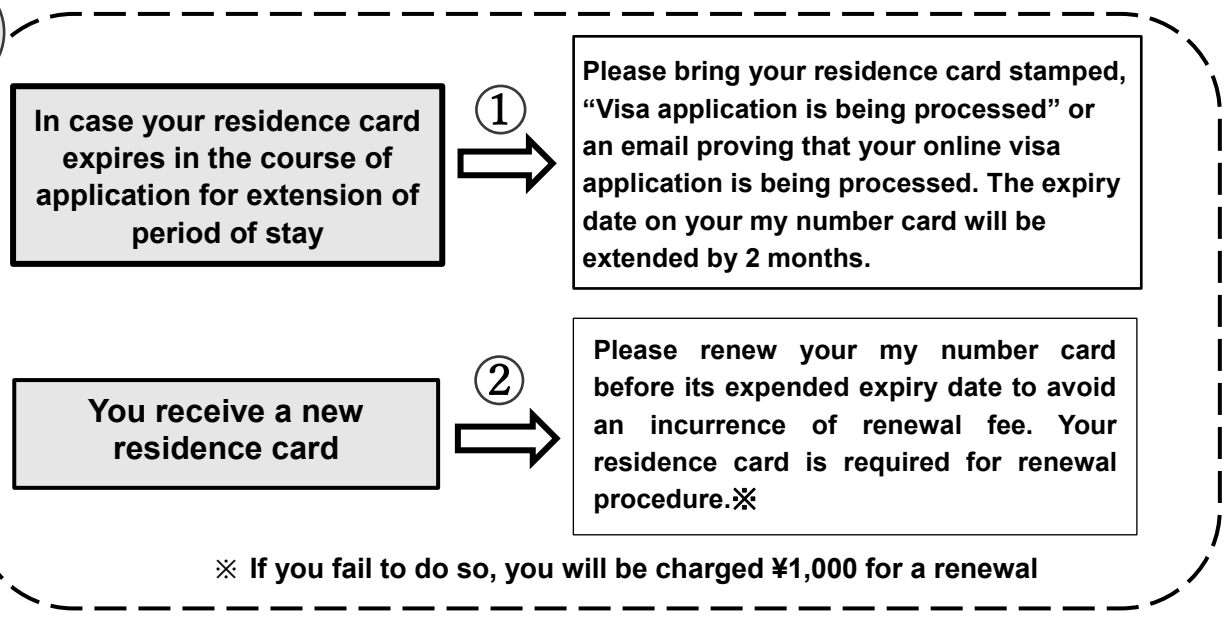 In case your residence card
expires in the course of
application for extension of
period of stay
①
Please bring your residence card stamped,
“Visa application is being processed” or
an email proving that your online visa
application is being processed. The expiry
date on your my number card will be
extended by 2 months.
You receive a new
residence card
②
Please renew your my number card
before its expended expiry date to avoid
an incurrence of renewal fee. Your
residence card is required for renewal
procedure.※
※ If you fail to do so, you will be charged ¥1,000 for a renewal